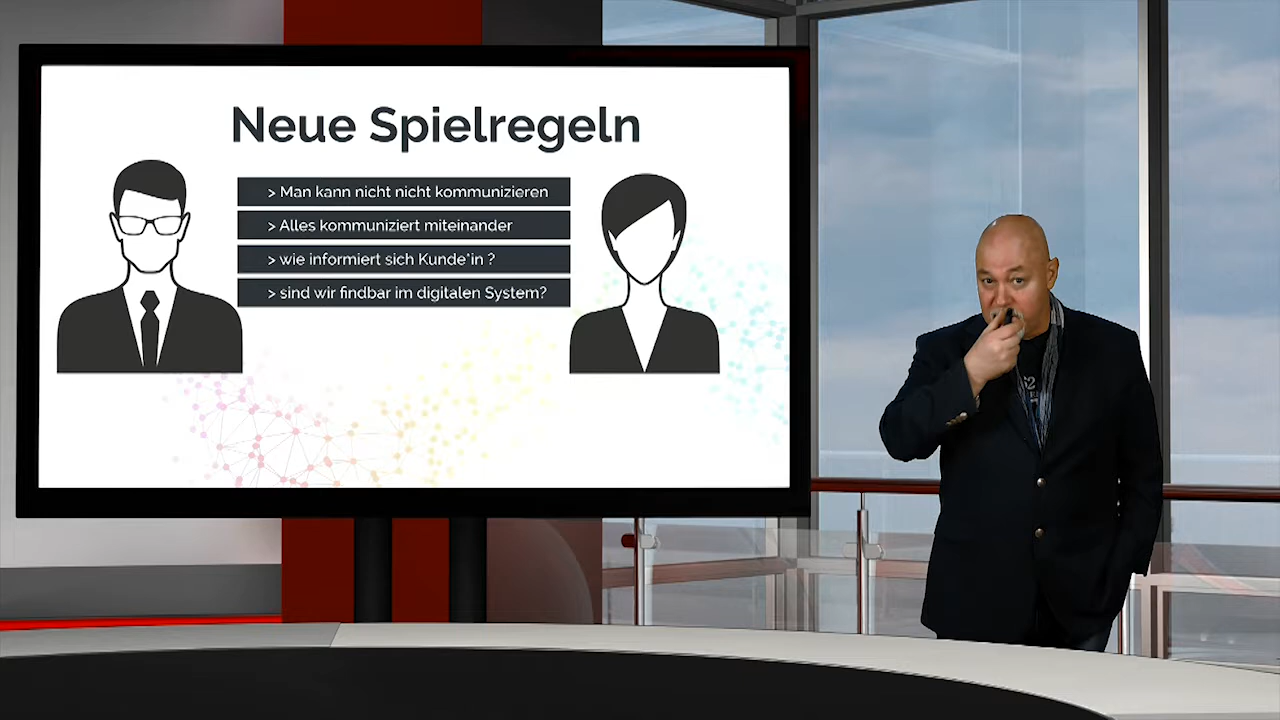 Neue Spielregeln
> Man kann nicht nicht kommunizieren
> Alles kommuniziert miteinander
> wie informiert sich Kunde*in ?
> sind wir findbar im digitalen System?